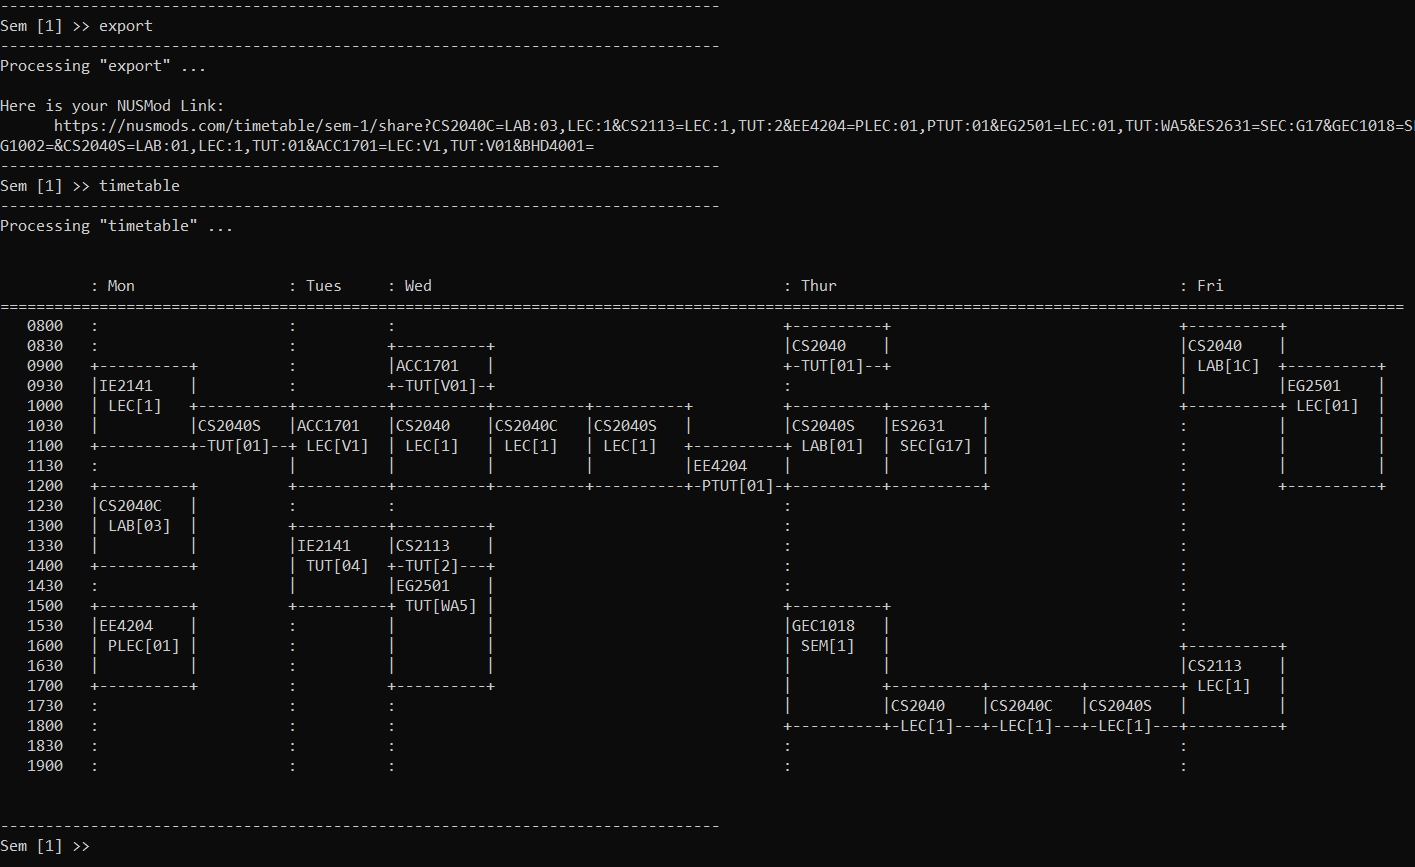 --------------------------------------------------------------------------------
Sem [1] >> export
--------------------------------------------------------------------------------
Processing "export" ...
Here is your NUSMod Link:
https://nusmods.com/timetable/sem-1/share?CS2040C=LAB:03,LEC:1&CS2113=LEC:1,TUT:2&EE4204=PLEC:01,PTUT:01&EG2501=LEC:01,TUT:WA5&ES2631=SEC:G17&GEC1018=S
G1002=&CS2040S=LAB:01,LEC:1,TUT:01&ACC1701=LEC:V1,TUT:V01&BHD4001=
--------------------------------------------------------------------------------
Sem [1] >> timetable
--------------------------------------------------------------------------------
Processing "timetable" ...
          : Mon                 : Tues     : Wed                                       : Thur                                      : Fri
============================================================================================================================================================
   0800   :                     :          :                                           +----------+                                +----------+
   0830   :                     :          +----------+                                |CS2040    |                                |CS2040    |
   0900   +----------+          :          |ACC1701   |                                +-TUT[01]--+                                | LAB[1C]  +----------+
   0930   |IE2141    |          :          +-TUT[V01]-+                                :                                           |          |EG2501    |
   1000   | LEC[1]   +----------+----------+----------+----------+----------+          +----------+----------+                     +----------+ LEC[01]  |
   1030   |          |CS2040S   |ACC1701   |CS2040    |CS2040C   |CS2040S   |          |CS2040S   |ES2631    |                     :          |          |
   1100   +----------+-TUT[01]--+ LEC[V1]  | LEC[1]   | LEC[1]   | LEC[1]   +----------+ LAB[01]  | SEC[G17] |                     :          |          |
   1130   :                     |          |          |          |          |EE4204    |          |          |                     :          |          |
   1200   +----------+          +----------+----------+----------+----------+-PTUT[01]-+----------+----------+                     :          +----------+
   1230   |CS2040C   |          :          :                                           :                                           :
   1300   | LAB[03]  |          +----------+----------+                                :                                           :
   1330   |          |          |IE2141    |CS2113    |                                :                                           :
   1400   +----------+          | TUT[04]  +-TUT[2]---+                                :                                           :
   1430   :                     |          |EG2501    |                                :                                           :
   1500   +----------+          +----------+ TUT[WA5] |                                +----------+                                :
   1530   |EE4204    |          :          |          |                                |GEC1018   |                                :
   1600   | PLEC[01] |          :          |          |                                | SEM[1]   |                                +----------+
   1630   |          |          :          |          |                                |          |                                |CS2113    |
   1700   +----------+          :          +----------+                                |          +----------+----------+----------+ LEC[1]   |
   1730   :                     :          :                                           |          |CS2040    |CS2040C   |CS2040S   |          |
   1800   :                     :          :                                           +----------+-LEC[1]---+-LEC[1]---+-LEC[1]---+----------+
   1830   :                     :          :                                           :                                           :
   1900   :                     :          :                                           :                                           :
--------------------------------------------------------------------------------
Sem [1] >>